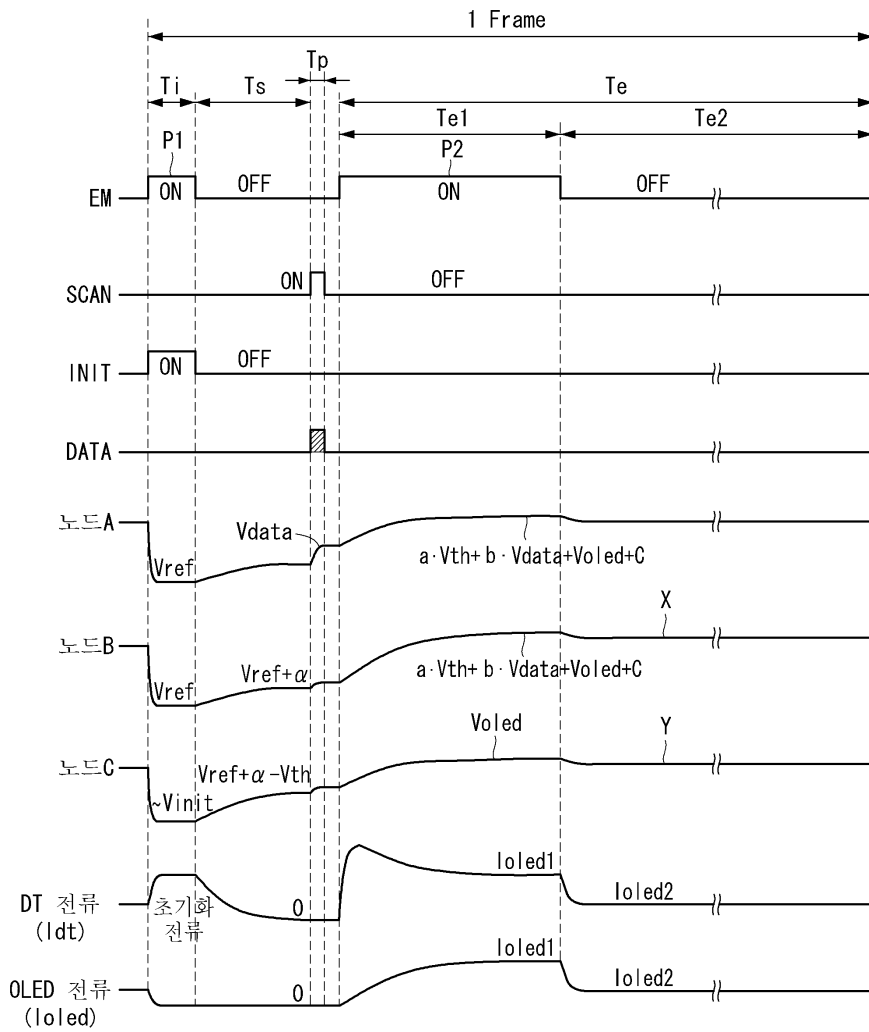 1 Frame
Tp
Ti Ts Te
Te1 Te2
P1 P2
EM ON OFF ON OFF
SCAN ON OFF
INIT ON OFF
DATA
노드A Vref Vdata a·Vth+b·Vdata+Voled+C
노드B Vref Vref+α a·Vth+b·Vdata+Voled+C X
노드C ~Vinit Vref+α-Vth Voled Y
DT 전류
(Idt)
초기화
전류
0 Ioled1 Ioled2
OLED 전류
(Ioled)
0 Ioled1 Ioled2